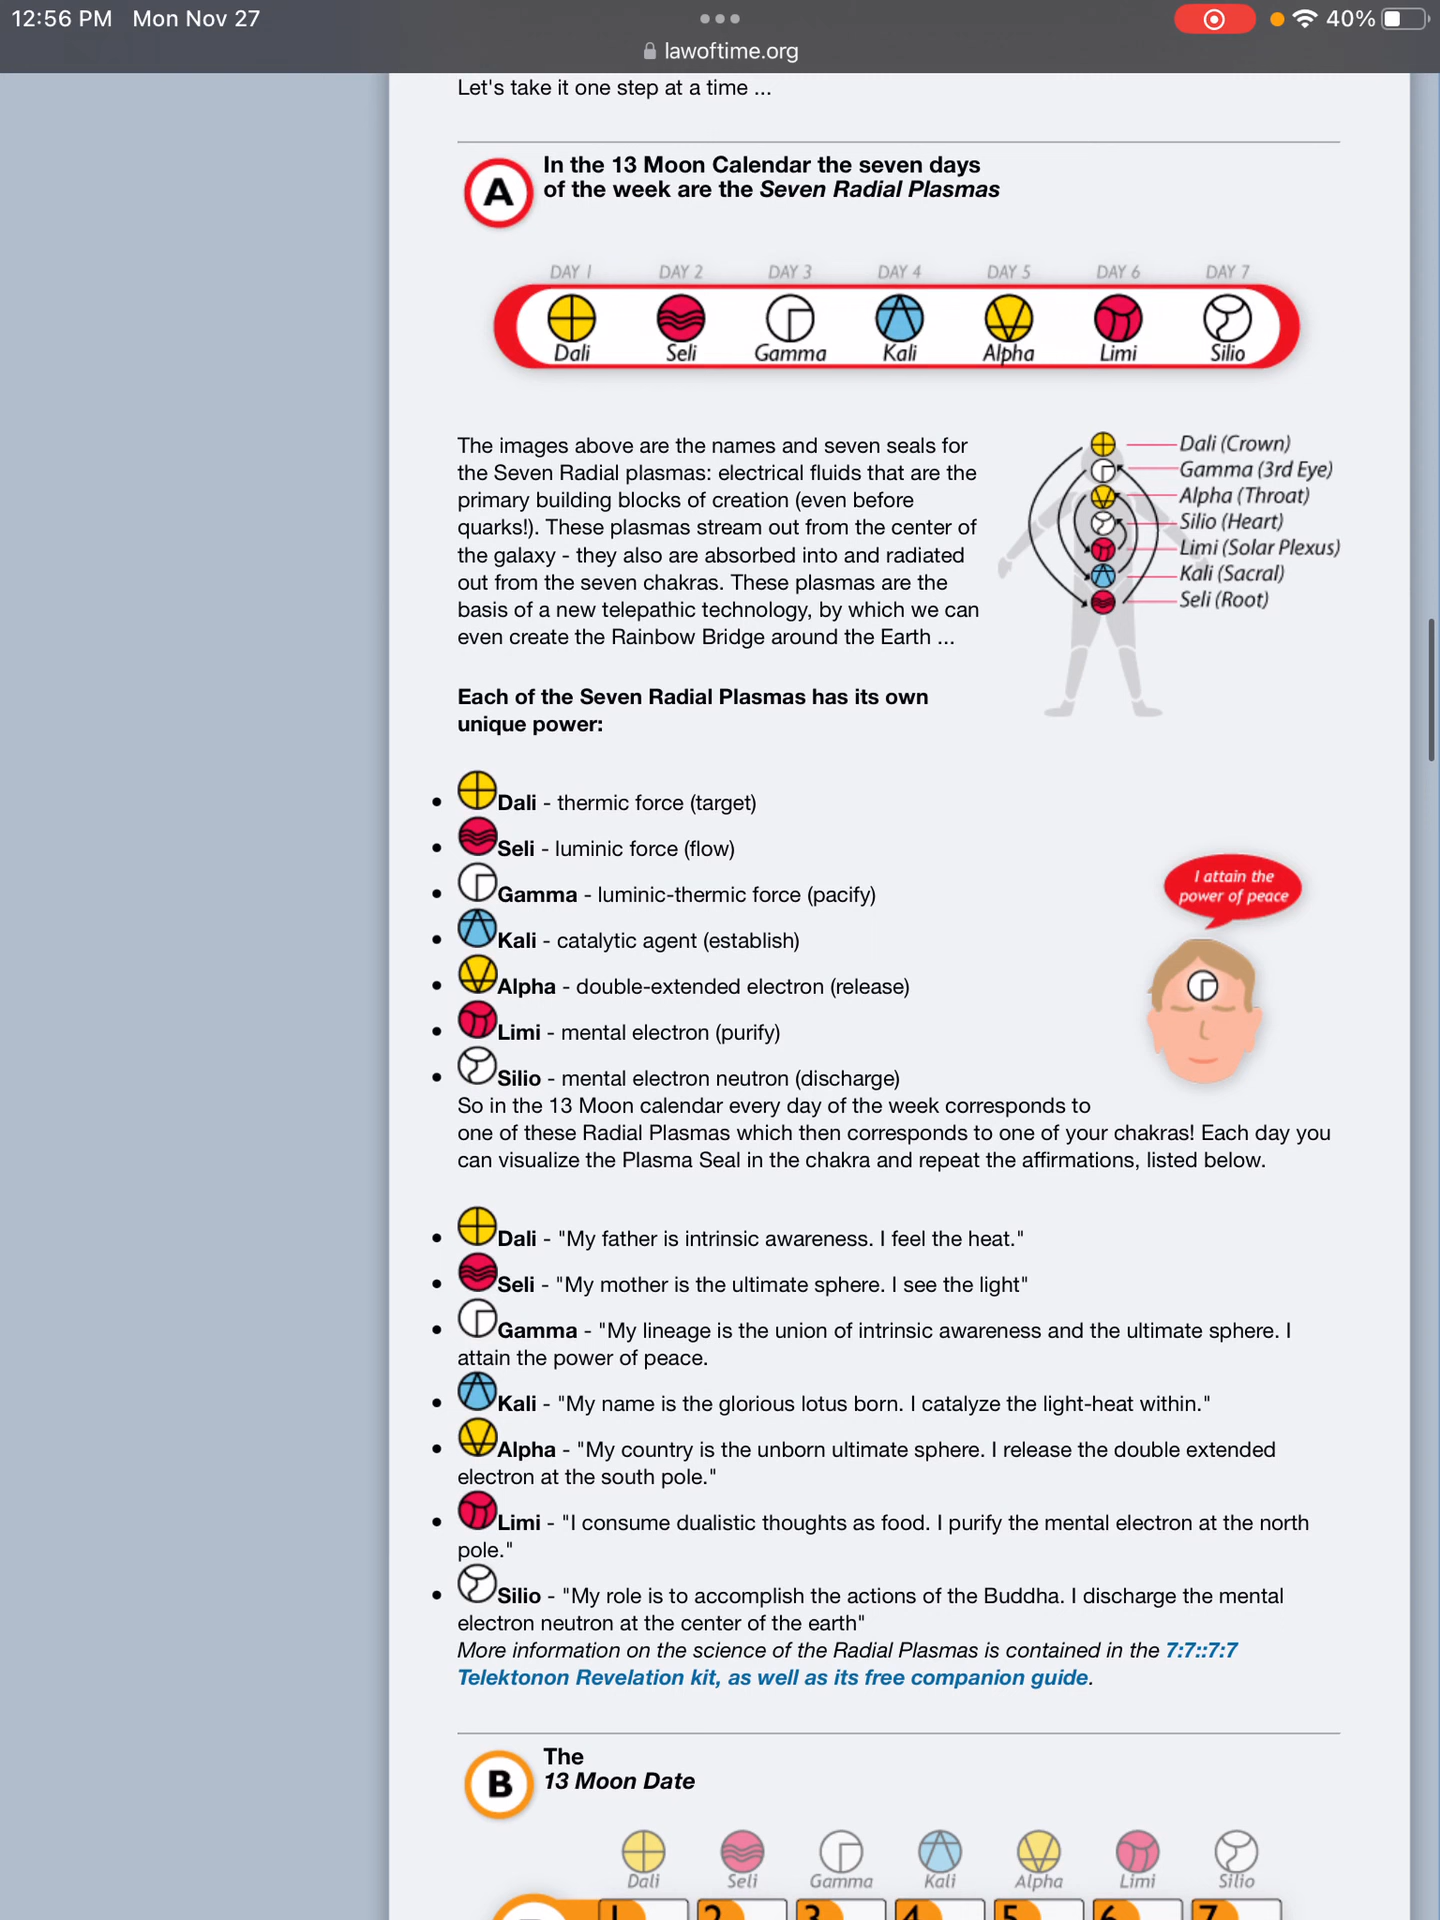 12:56 PM Mon Nov 27
40%
lawoftime.org
Let's take it one step at a time ...
A
In the 13 Moon Calendar the seven days
of the week are the Seven Radial Plasmas
DAY 1 DAY 2 DAY 3 DAY 4 DAY 5 DAY 6 DAY 7
Dali Seli Gamma Kali Alpha Limi Silio
The images above are the names and seven seals for
the Seven Radial plasmas: electrical fluids that are the
primary building blocks of creation (even before
quarks!). These plasmas stream out from the center of
the galaxy - they also are absorbed into and radiated
out from the seven chakras. These plasmas are the
basis of a new telepathic technology, by which we can
even create the Rainbow Bridge around the Earth ...
Dali (Crown)
Gamma (3rd Eye)
Alpha (Throat)
Silio (Heart)
Limi (Solar Plexus)
Kali (Sacral)
Seli (Root)
Each of the Seven Radial Plasmas has its own
unique power:
Dali - thermic force (target)
Seli - luminic force (flow)
Gamma - luminic-thermic force (pacify)
Kali - catalytic agent (establish)
Alpha - double-extended electron (release)
Limi - mental electron (purify)
Silio - mental electron neutron (discharge)
I attain the
power of peace
So in the 13 Moon calendar every day of the week corresponds to
one of these Radial Plasmas which then corresponds to one of your chakras! Each day you
can visualize the Plasma Seal in the chakra and repeat the affirmations, listed below.
Dali - "My father is intrinsic awareness. I feel the heat."
Seli - "My mother is the ultimate sphere. I see the light"
Gamma - "My lineage is the union of intrinsic awareness and the ultimate sphere. I
attain the power of peace.
Kali - "My name is the glorious lotus born. I catalyze the light-heat within."
Alpha - "My country is the unborn ultimate sphere. I release the double extended
electron at the south pole."
Limi - "I consume dualistic thoughts as food. I purify the mental electron at the north
pole."
Silio - "My role is to accomplish the actions of the Buddha. I discharge the mental
electron neutron at the center of the earth"
More information on the science of the Radial Plasmas is contained in the 7:7::7:7
Telektonon Revelation kit, as well as its free companion guide.
B
The
13 Moon Date
Dali Seli Gamma Kali Alpha Limi Silio
1 2 3 4 5 6 7